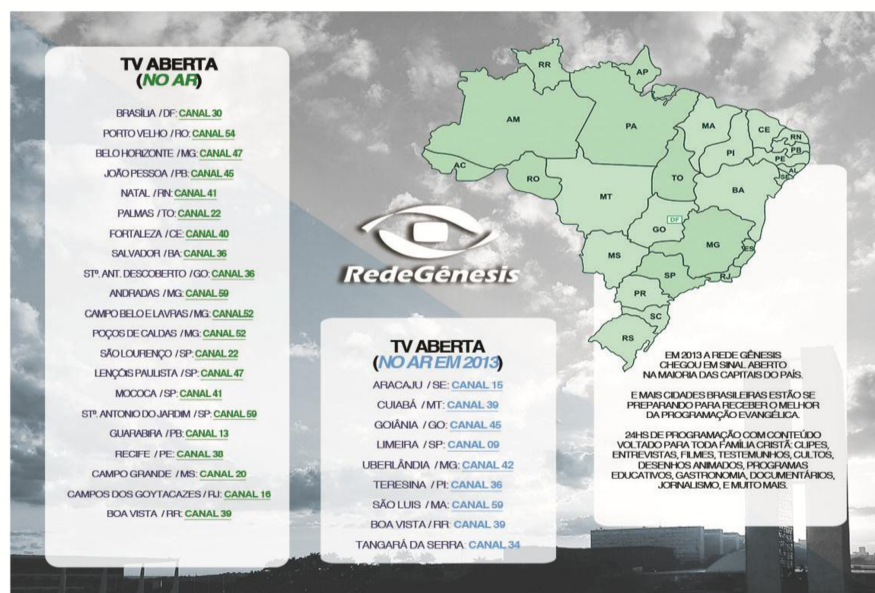 TV ABERTA
(NO AR)
BRASÍLIA / DF: CANAL 30
PORTO VELHO / RO: CANAL 54
BELO HORIZONTE / MG: CANAL 47
JOÃO PESSOA / PB: CANAL 45
NATAL / RN: CANAL 41
PALMAS / TO: CANAL 22
FORTALEZA / CE: CANAL 40
SALVADOR / BA: CANAL 36
STº. ANT. DESCOBERTO / GO: CANAL 36
ANDRADAS / MG: CANAL 59
CAMPO BELO E LAVRAS / MG: CANAL52
POÇOS DE CALDAS / MG: CANAL 52
SÃO LOURENÇO / SP: CANAL 22
LENÇÓIS PAULISTA / SP: CANAL 47
MOCOCA / SP: CANAL 41
STº. ANTONIO DO JARDIM / SP: CANAL 59
GUARABIRA / PB: CANAL 13
RECIFE / PE: CANAL 38
CAMPO GRANDE / MS: CANAL 20
CAMPOS DOS GOYTACAZES / RJ: CANAL 16
BOA VISTA / RR: CANAL 39
RedeGênesis
TV ABERTA
(NO AR EM 2013)
ARACAJU / SE: CANAL 15
CUIABÁ / MT: CANAL 39
GOIÂNIA / GO: CANAL 45
LIMEIRA / SP: CANAL 09
UBERLÂNDIA / MG: CANAL 42
TERESINA / PI: CANAL 36
SÃO LUIS / MA: CANAL 59
BOA VISTA / RR: CANAL 39
TANGARÁ DA SERRA: CANAL 34
RR
AP
AM
PA
MA
CE
RN
PB
PE
AL
SE
PI
AC
RO
TO
MT
BA
DF
GO
MG
ES
MS
SP
RJ
PR
SC
RS
EM 2013 A REDE GÊNESIS
CHEGOU EM SINAL ABERTO
NA MAIORIA DAS CAPITAIS DO PAÍS.
E MAIS CIDADES BRASILEIRAS ESTÃO SE
PREPARANDO PARA RECEBER O MELHOR
DA PROGRAMAÇÃO EVANGÉLICA.
24HS DE PROGRAMAÇÃO COM CONTEÚDO
VOLTADO PARA TODA FAMÍLIA CRISTÃ: CLIPES,
ENTREVISTAS, FILMES, TESTEMUNHOS, CULTOS,
DESENHOS ANIMADOS, PROGRAMAS
EDUCATIVOS, GASTRONOMIA, DOCUMENTÁRIOS,
JORNALISMO, E MUITO MAIS.